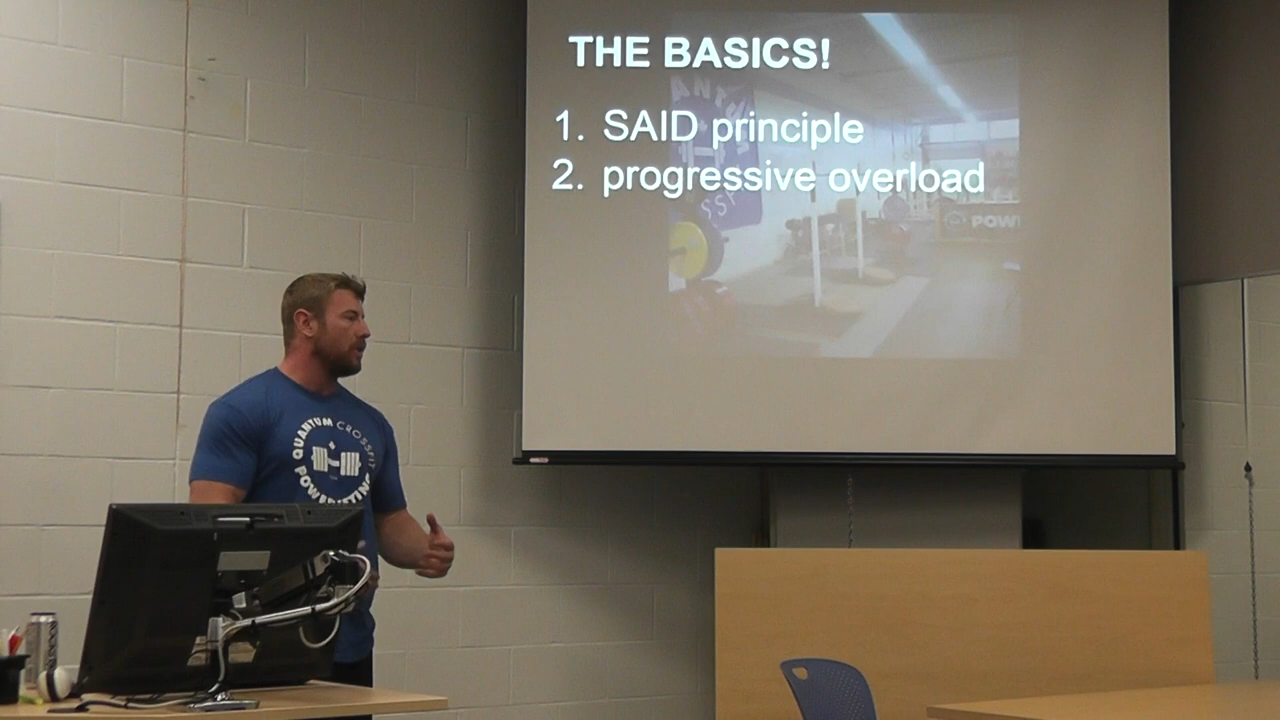 THE BASICS!
1. SAID principle
2. progressive overload
QUANTUM CROSSFIT
POWERLIFTING